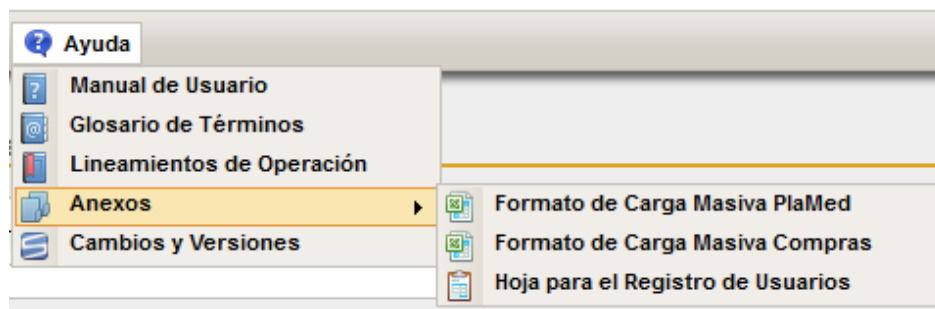 Ayuda
Manual de Usuario
Glosario de Términos
Lineamientos de Operación
Anexos
Formato de Carga Masiva PlaMed
Cambios y Versiones
Formato de Carga Masiva Compras
Hoja para el Registro de Usuarios